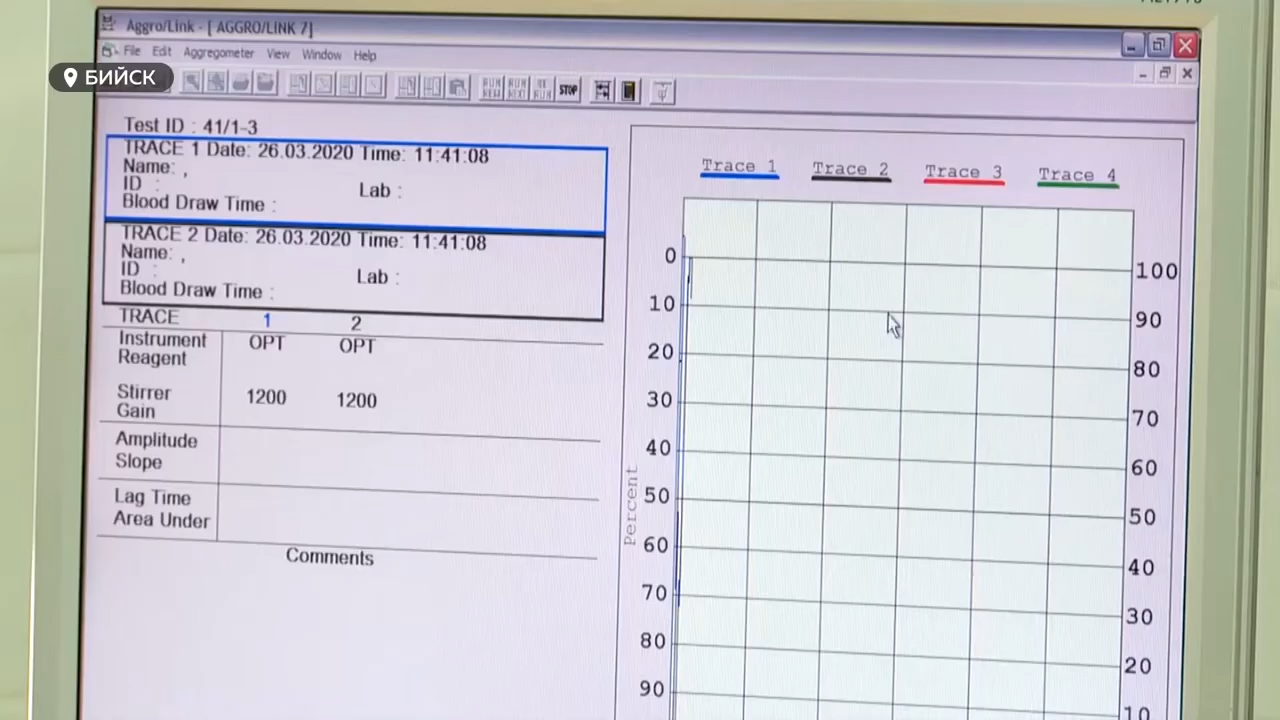 Aggro/Link - [ AGGRO/LINK 7]
File Edit Aggregometer View Window Help
БИЙСК
STOP
Test ID : 41/1-3
TRACE 1 Date: 26.03.2020 Time: 11:41:08
Name: ,
ID :
Lab :
Blood Draw Time :
TRACE 2 Date: 26.03.2020 Time: 11:41:08
Name: ,
ID :
Lab :
Blood Draw Time :
TRACE 1 2
Instrument OPT OPT
Reagent
Stirrer 1200 1200
Gain
Amplitude
Slope
Lag Time
Area Under
Comments
Trace 1 Trace 2 Trace 3 Trace 4
Percent
0
10
20
30
40
50
60
70
80
90
100
90
80
70
60
50
40
30
20
10